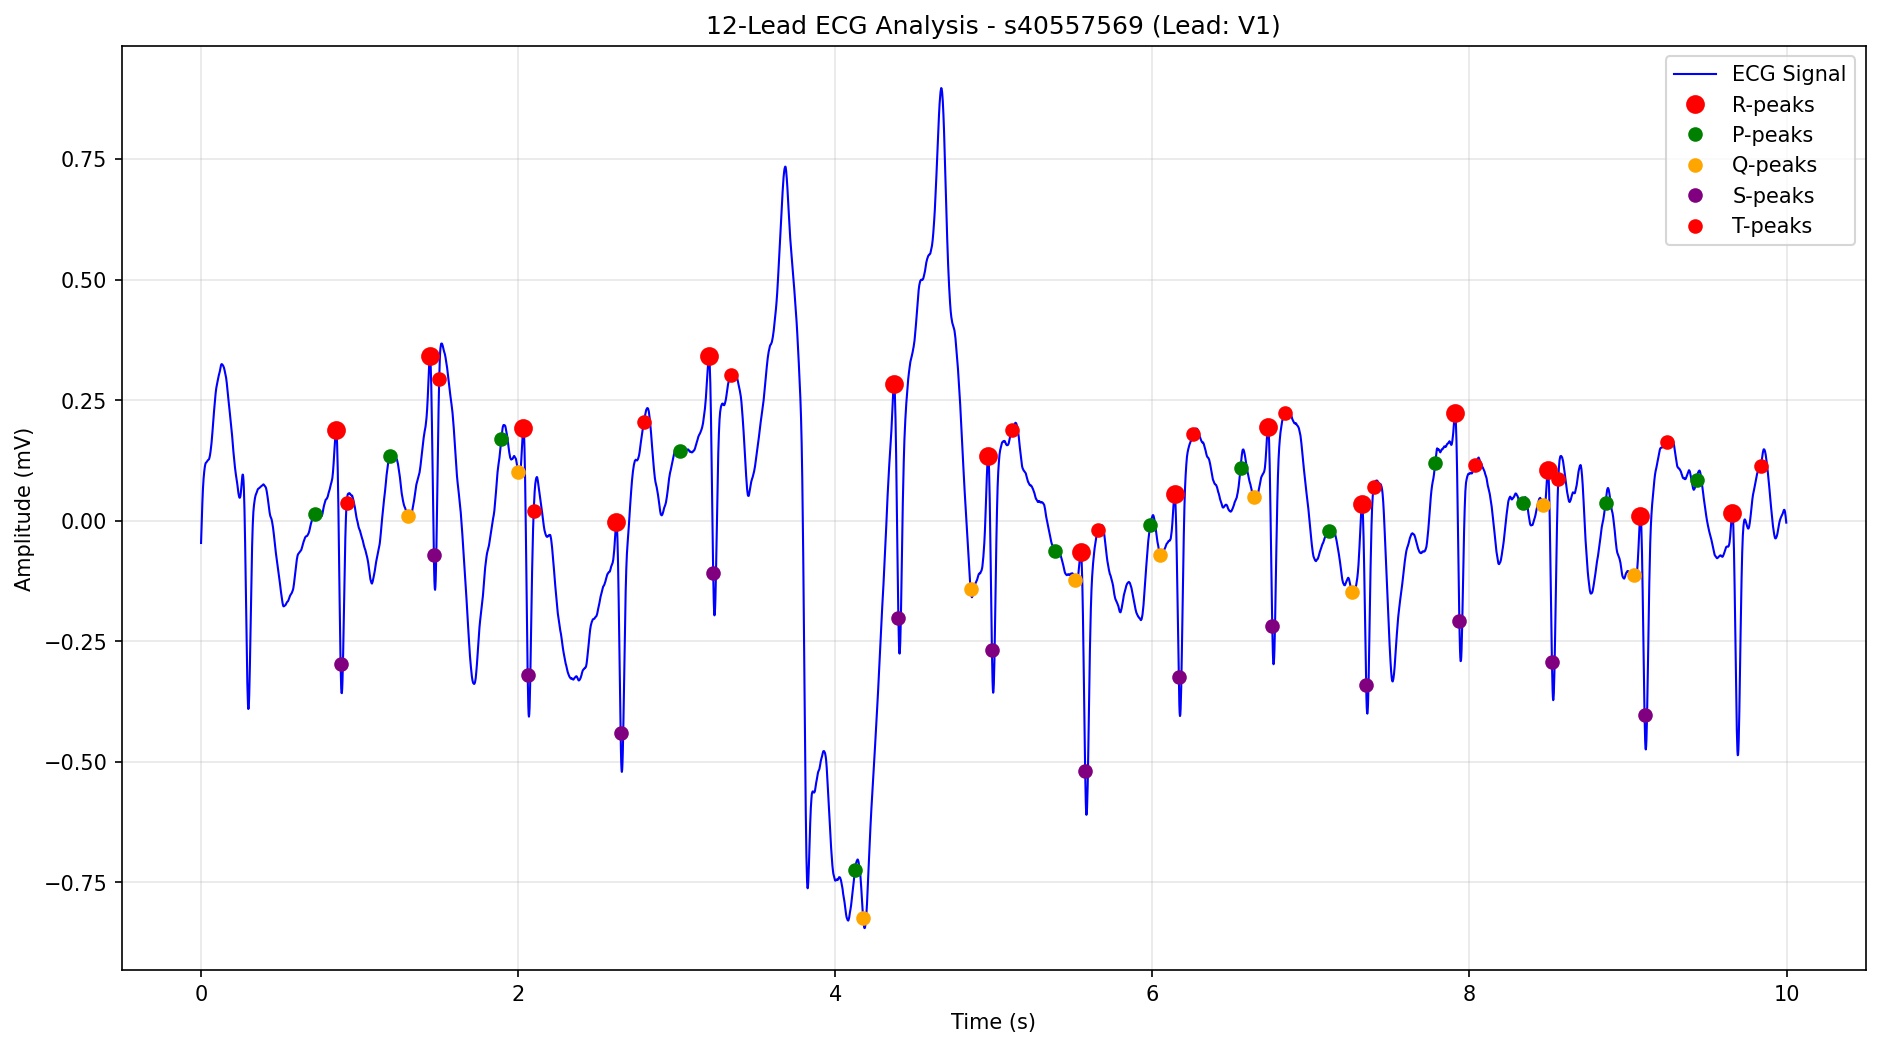 12-Lead ECG Analysis - s40557569 (Lead: V1)
ECG Signal
R-peaks
P-peaks
Q-peaks
S-peaks
T-peaks
Amplitude (mV)
0.75
0.50
0.25
0.00
−0.25
−0.50
−0.75
0 2 4 6 8 10
Time (s)